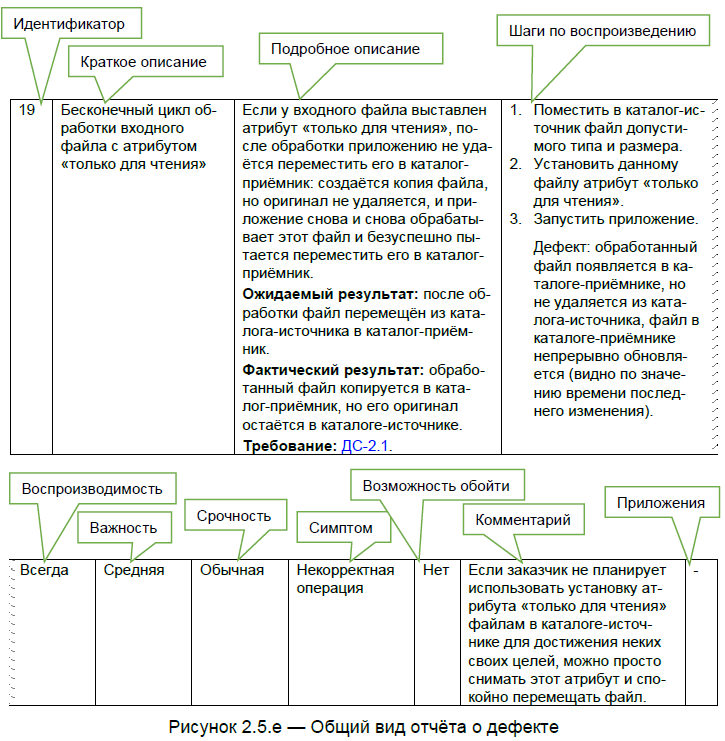 Идентификатор
Краткое описание
Подробное описание
Шаги по воспроизведению
19
Бесконечный цикл об-
работки входного
файла с атрибутом
«только для чтения»
Если у входного файла выставлен
атрибут «только для чтения», по-
сле обработки приложению не уда-
ётся переместить его в каталог-
приёмник: создаётся копия файла,
но оригинал не удаляется, и при-
ложение снова и снова обрабаты-
вает этот файл и безуспешно пы-
тается переместить его в каталог-
приёмник.
Ожидаемый результат: после об-
работки файл перемещён из ката-
лога-источника в каталог-приём-
ник.
Фактический результат: обрабо-
танный файл копируется в ката-
лог-приёмник, но его оригинал
остаётся в каталоге-источнике.
Требование: ДС-2.1.
1. Поместить в каталог-ис-
точник файл допусти-
мого типа и размера.
2. Установить данному
файлу атрибут «только
для чтения».
3. Запустить приложение.
Дефект: обработанный
файл появляется в ка-
талоге-приёмнике, но
не удаляется из ката-
лога-источника, файл в
каталоге-приёмнике
непрерывно обновля-
ется (видно по значе-
нию времени послед-
него изменения).
Воспроизводимость
Важность
Срочность
Симптом
Возможность обойти
Комментарий
Приложения
Всегда
Средняя
Обычная
Некорректная
операция
Нет
Если заказчик не планирует
использовать установку ат-
рибута «только для чтения»
файлам в каталоге-источ-
нике для достижения неких
своих целей, можно просто
снимать этот атрибут и спо-
койно перемещать файл.
-
Рисунок 2.5.e — Общий вид отчёта о дефекте